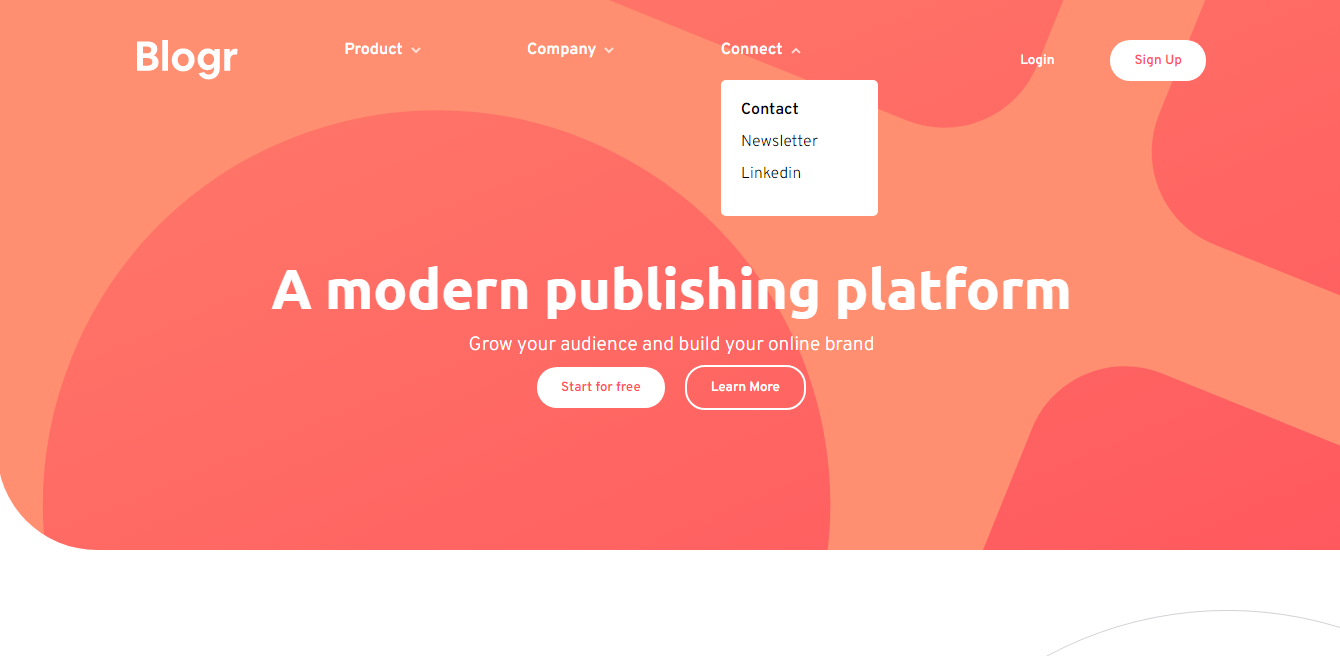 Blogr
Product
Company
Connect
Login
Sign Up
Contact
Newsletter
Linkedin
A modern publishing platform
Grow your audience and build your online brand
Start for free
Learn More